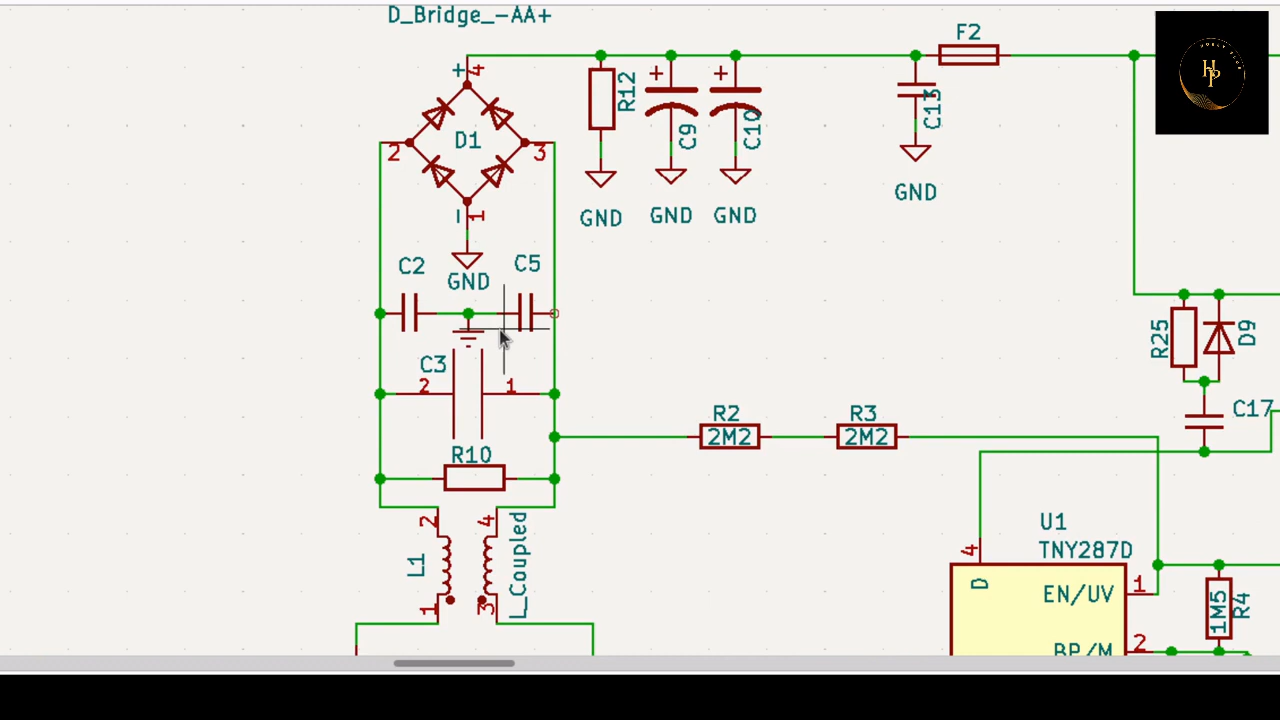 D_Bridge_-AA+
F2
+ 4
R12
+
C9
+
C10
C13
D1
2
3
1
GND
GND
GND
GND
C2
C5
GND
R25
D9
C3
2
1
C17
R2
2M2
R3
2M2
R10
2
4
L1
L_Coupled
1
3
U1
TNY287D
4
D
EN/UV
1
1M5
R4
BP/M
2
HP